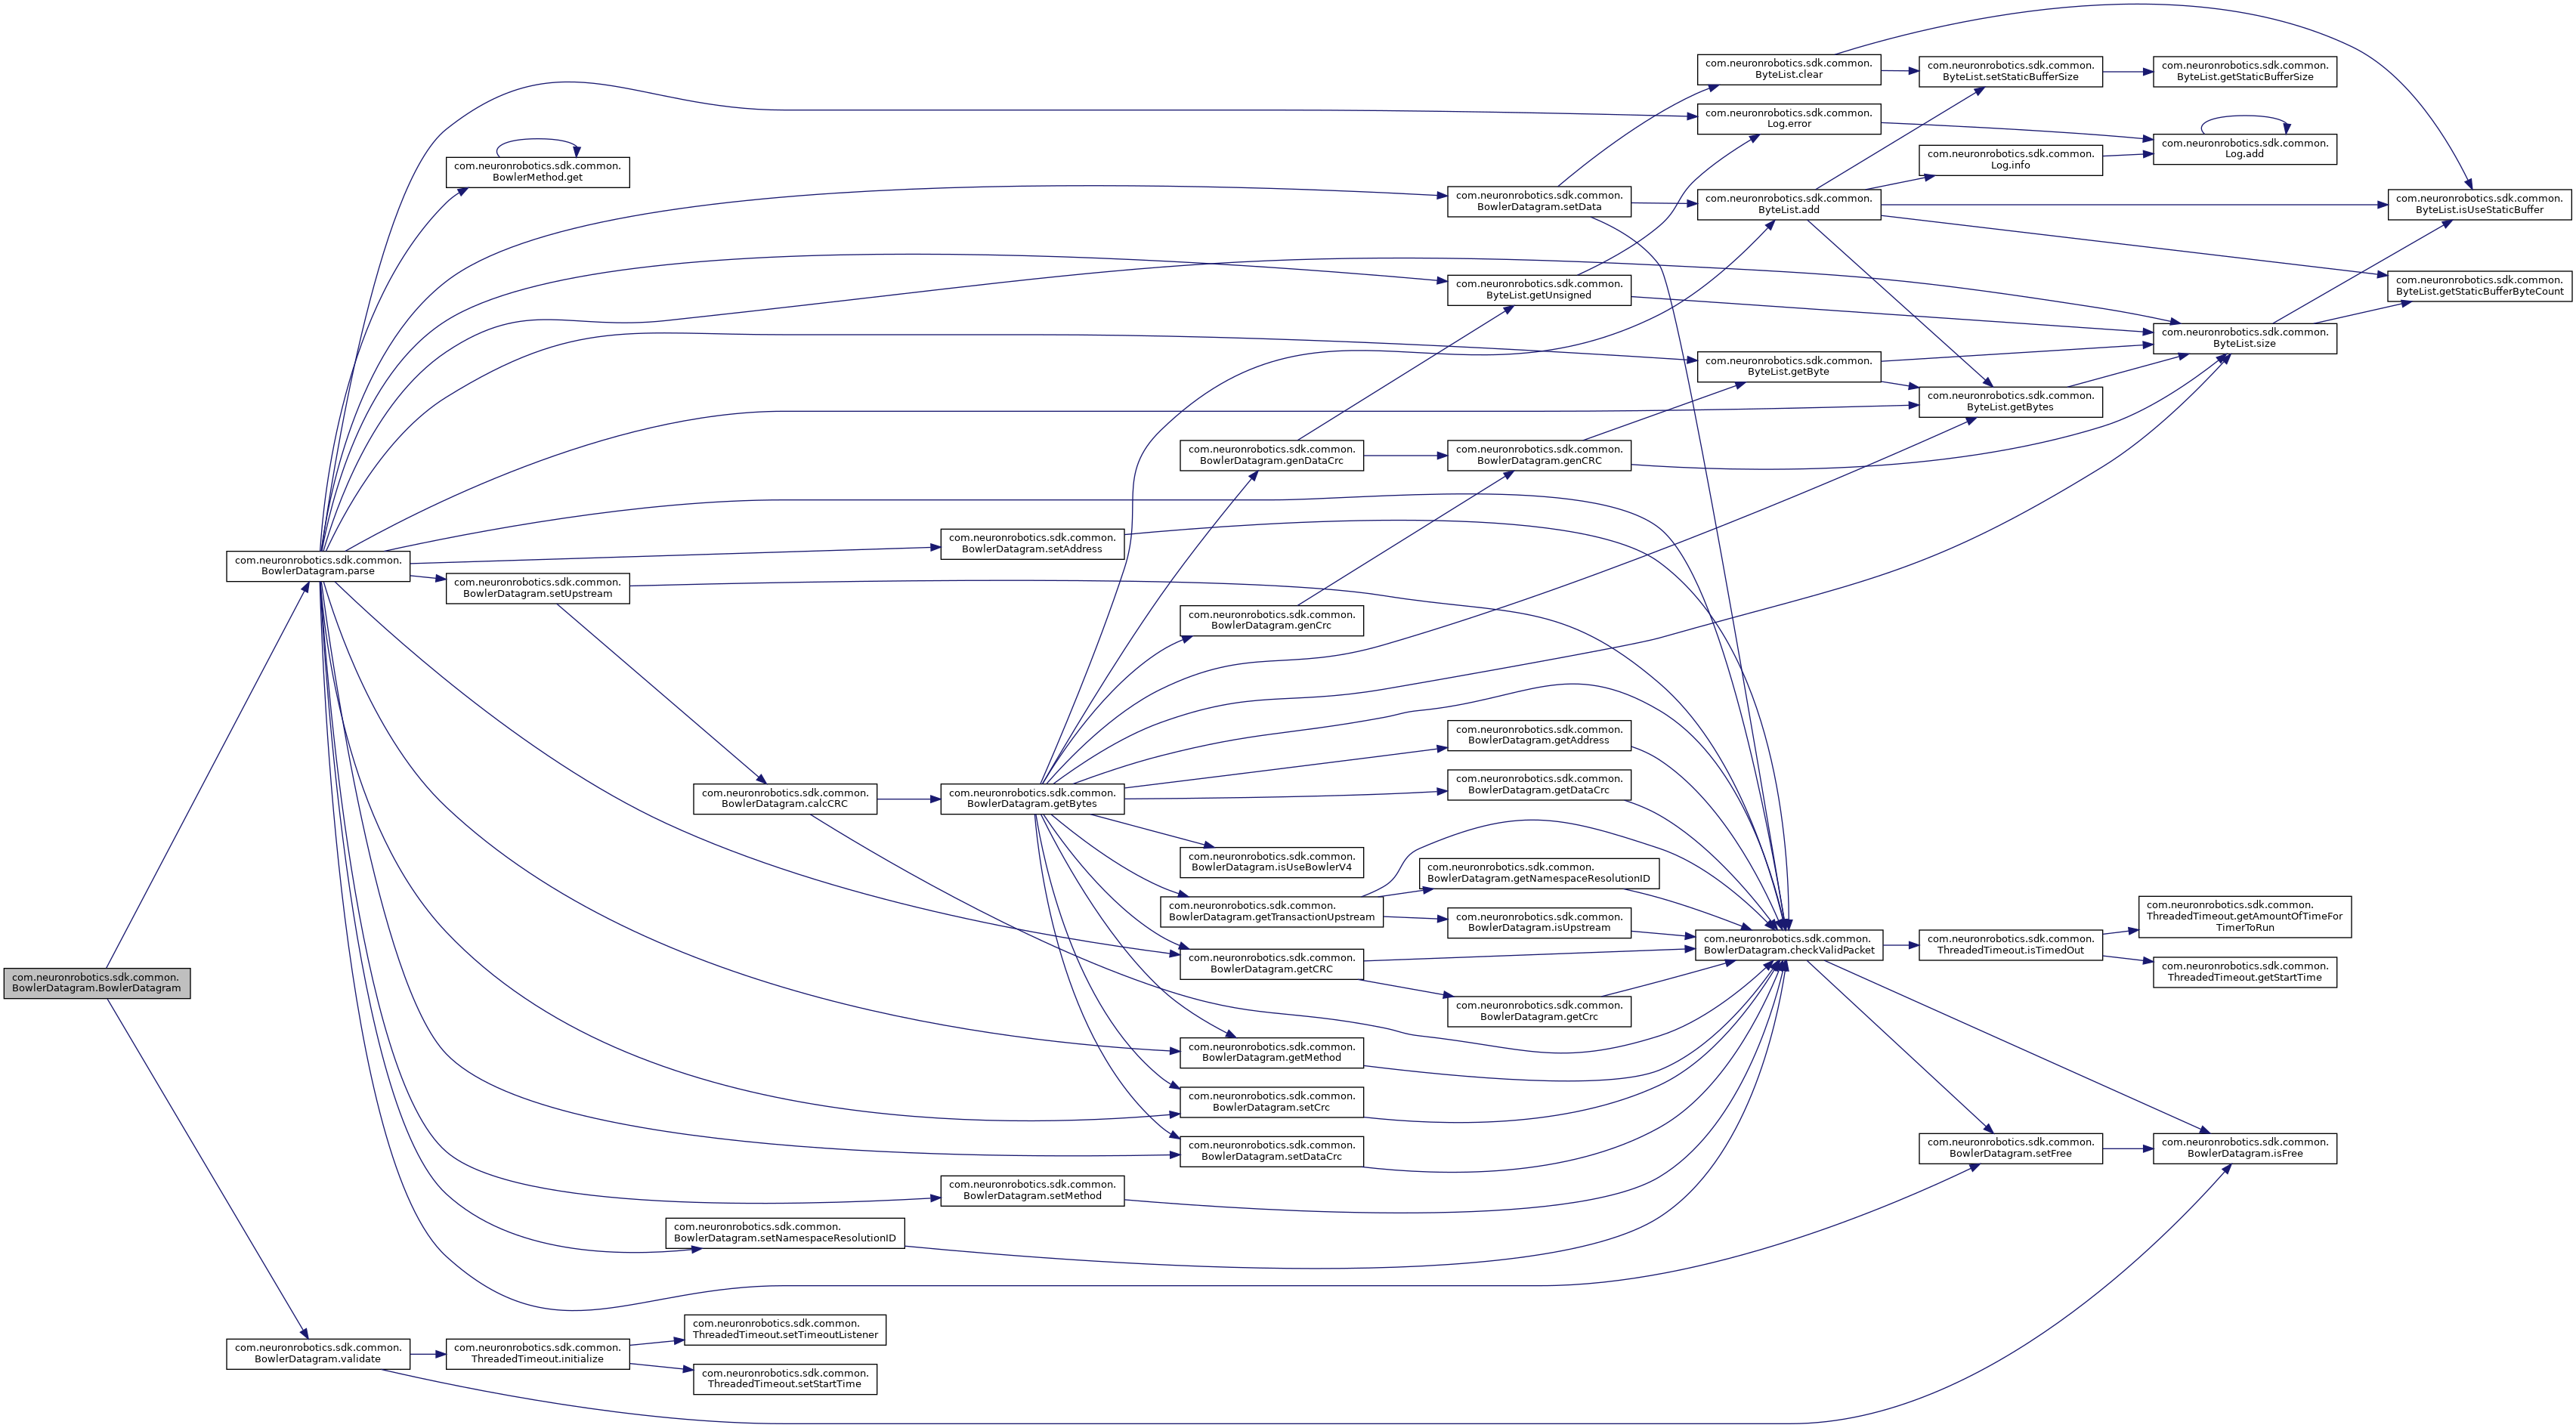 com.neuronrobotics.sdk.common.
BowlerDatagram.BowlerDatagram
com.neuronrobotics.sdk.common.
BowlerDatagram.parse
com.neuronrobotics.sdk.common.
BowlerDatagram.validate
com.neuronrobotics.sdk.common.
BowlerMethod.get
com.neuronrobotics.sdk.common.
BowlerDatagram.setUpstream
com.neuronrobotics.sdk.common.
ThreadedTimeout.initialize
com.neuronrobotics.sdk.common.
BowlerDatagram.calcCRC
com.neuronrobotics.sdk.common.
BowlerDatagram.setNamespaceResolutionID
com.neuronrobotics.sdk.common.
ThreadedTimeout.setTimeoutListener
com.neuronrobotics.sdk.common.
ThreadedTimeout.setStartTime
com.neuronrobotics.sdk.common.
BowlerDatagram.setAddress
com.neuronrobotics.sdk.common.
BowlerDatagram.getBytes
com.neuronrobotics.sdk.common.
BowlerDatagram.setMethod
com.neuronrobotics.sdk.common.
BowlerDatagram.genDataCrc
com.neuronrobotics.sdk.common.
BowlerDatagram.genCrc
com.neuronrobotics.sdk.common.
BowlerDatagram.isUseBowlerV4
com.neuronrobotics.sdk.common.
BowlerDatagram.getTransactionUpstream
com.neuronrobotics.sdk.common.
BowlerDatagram.getCRC
com.neuronrobotics.sdk.common.
BowlerDatagram.getMethod
com.neuronrobotics.sdk.common.
BowlerDatagram.setCrc
com.neuronrobotics.sdk.common.
BowlerDatagram.setDataCrc
com.neuronrobotics.sdk.common.
BowlerDatagram.setData
com.neuronrobotics.sdk.common.
ByteList.getUnsigned
com.neuronrobotics.sdk.common.
BowlerDatagram.genCRC
com.neuronrobotics.sdk.common.
BowlerDatagram.getAddress
com.neuronrobotics.sdk.common.
BowlerDatagram.getDataCrc
com.neuronrobotics.sdk.common.
BowlerDatagram.getNamespaceResolutionID
com.neuronrobotics.sdk.common.
BowlerDatagram.isUpstream
com.neuronrobotics.sdk.common.
BowlerDatagram.getCrc
com.neuronrobotics.sdk.common.
ByteList.clear
com.neuronrobotics.sdk.common.
Log.error
com.neuronrobotics.sdk.common.
ByteList.add
com.neuronrobotics.sdk.common.
ByteList.getByte
com.neuronrobotics.sdk.common.
BowlerDatagram.checkValidPacket
com.neuronrobotics.sdk.common.
ByteList.setStaticBufferSize
com.neuronrobotics.sdk.common.
Log.info
com.neuronrobotics.sdk.common.
ByteList.getBytes
com.neuronrobotics.sdk.common.
ThreadedTimeout.isTimedOut
com.neuronrobotics.sdk.common.
BowlerDatagram.setFree
com.neuronrobotics.sdk.common.
ByteList.getStaticBufferSize
com.neuronrobotics.sdk.common.
Log.add
com.neuronrobotics.sdk.common.
ByteList.size
com.neuronrobotics.sdk.common.
ThreadedTimeout.getAmountOfTimeFor
TimerToRun
com.neuronrobotics.sdk.common.
ThreadedTimeout.getStartTime
com.neuronrobotics.sdk.common.
BowlerDatagram.isFree
com.neuronrobotics.sdk.common.
ByteList.isUseStaticBuffer
com.neuronrobotics.sdk.common.
ByteList.getStaticBufferByteCount